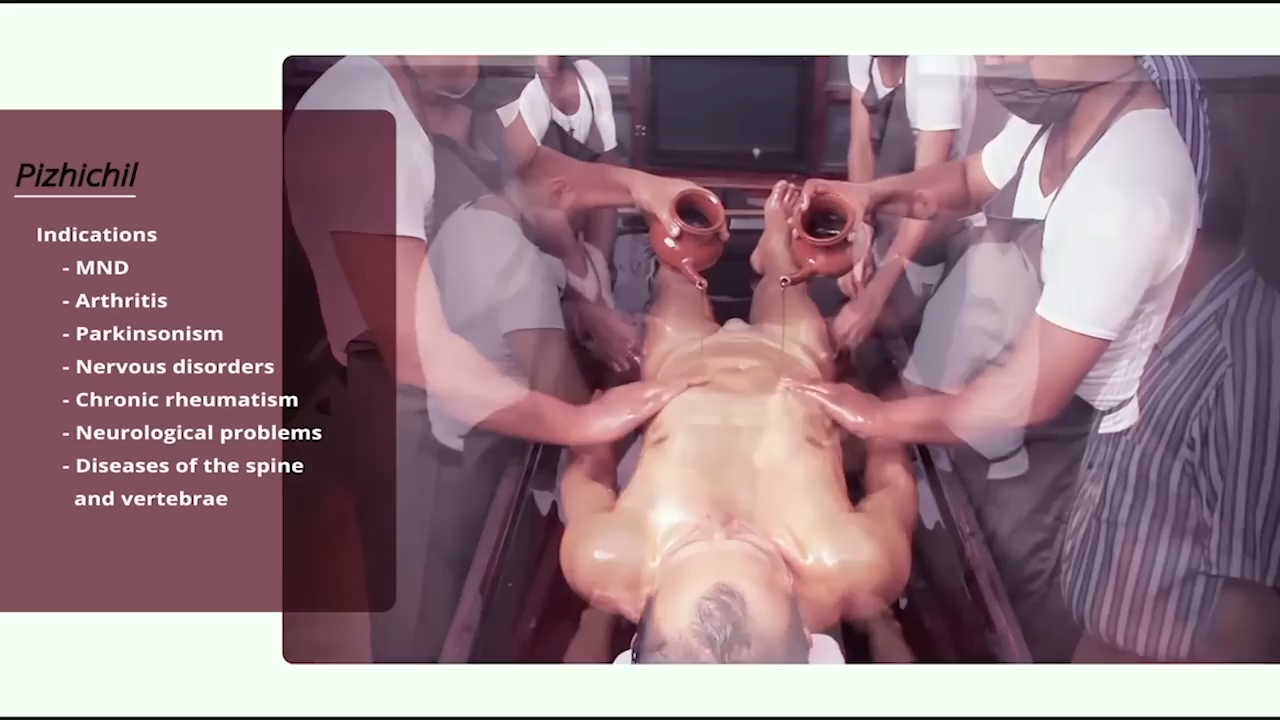 Pizhichil
Indications
- MND
- Arthritis
- Parkinsonism
- Nervous disorders
- Chronic rheumatism
- Neurological problems
- Diseases of the spine
and vertebrae